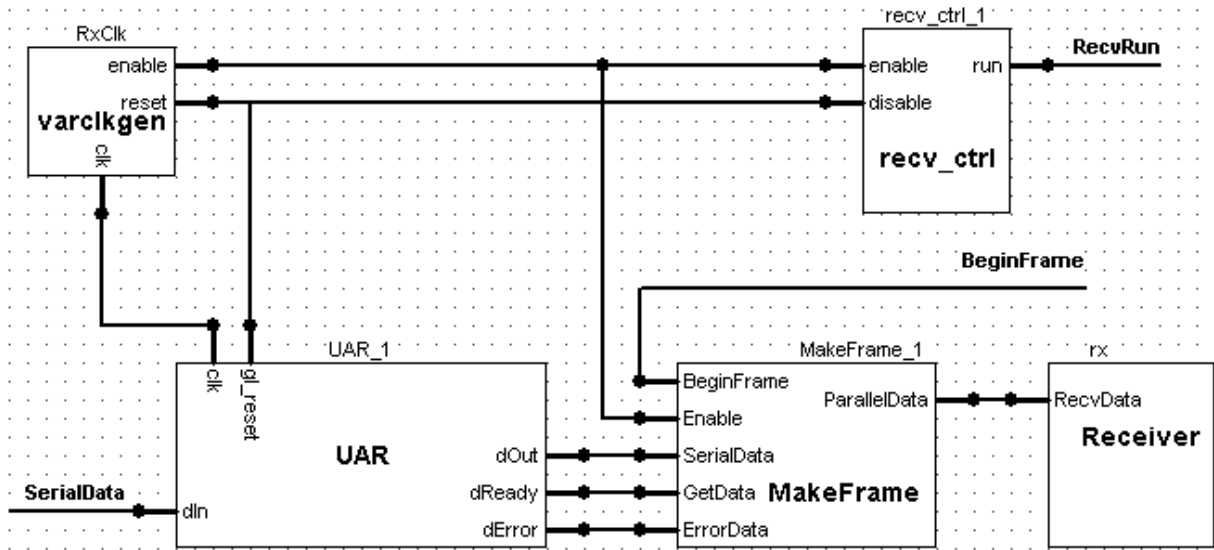 RxClk
enable
reset
varclkgen
clk
recv_ctrl_1
enable
run
disable
recv_ctrl
RecvRun
BeginFrame
UAR_1
clk
gl_reset
UAR
dIn
dOut
dReady
dError
SerialData
MakeFrame_1
BeginFrame
ParallelData
Enable
SerialData
GetData
MakeFrame
ErrorData
rx
RecvData
Receiver